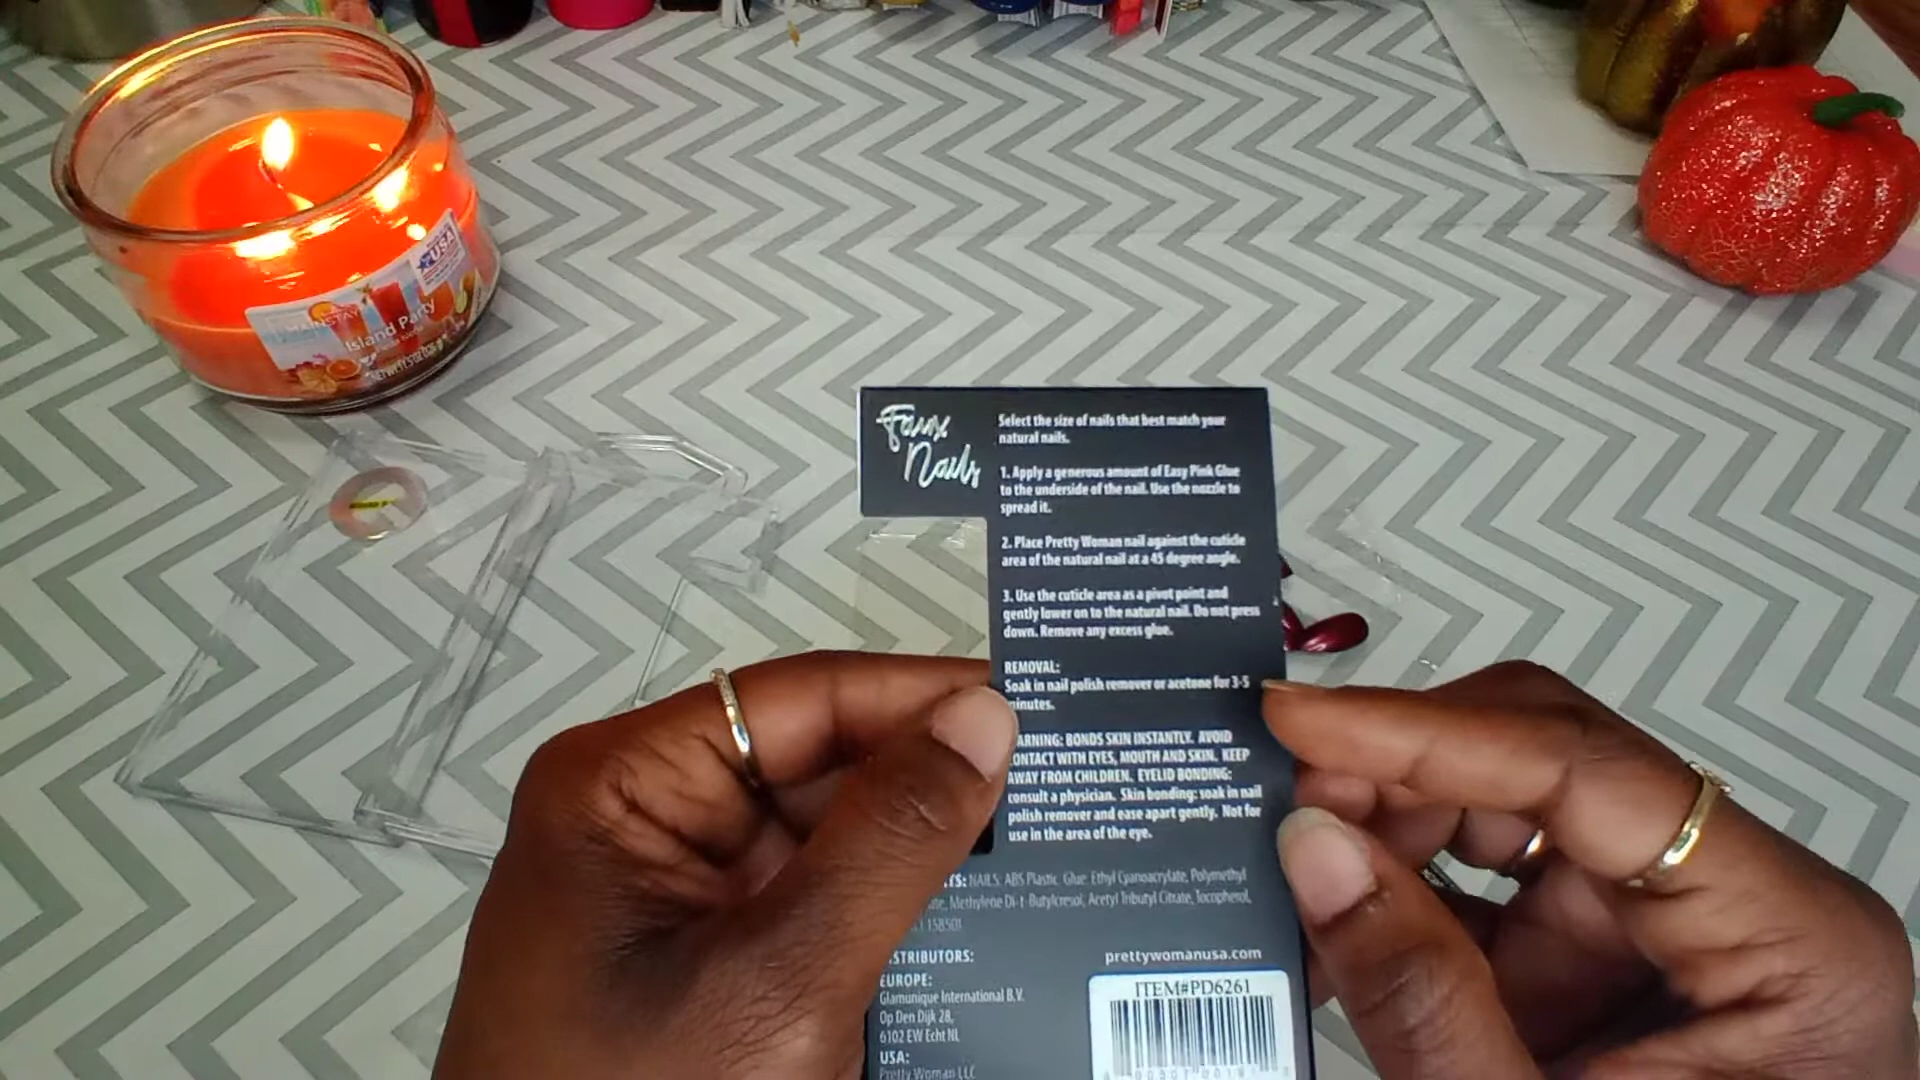 USA
MAINSTAYS
Island Party
Faux
Nails
Select the size of nails that best match your
natural nails.
1. Apply a generous amount of Easy Pink Glue
to the underside of the nail. Use the nozzle to
spread it.
2. Place Pretty Woman nail against the cuticle
area of the natural nail at a 45 degree angle.
3. Use the cuticle area as a pivot point and
gently lower on to the natural nail. Do not press
down. Remove any excess glue.
REMOVAL:
Soak in nail polish remover or acetone for 3-5
minutes.
ARNING: BONDS SKIN INSTANTLY. AVOID
ONTACT WITH EYES, MOUTH AND SKIN. KEEP
AWAY FROM CHILDREN. EYELID BONDING:
consult a physician. Skin bonding: soak in nail
polish remover and ease apart gently. Not for
use in the area of the eye.
TS: NAILS: ABS Plastic. Glue: Ethyl Cyanoacrylate, Polymethyl
Methylene Di-t-Butylcresol, Acetyl Tributyl Citrate, Tocopherol,
158501
STRIBUTORS:
prettywomanusa.com
EUROPE:
Glamunique International B.V.
Op Den Dijk 28,
6102 EW Echt NL
USA:
Pretty Woman LLC
ITEM#PD6261